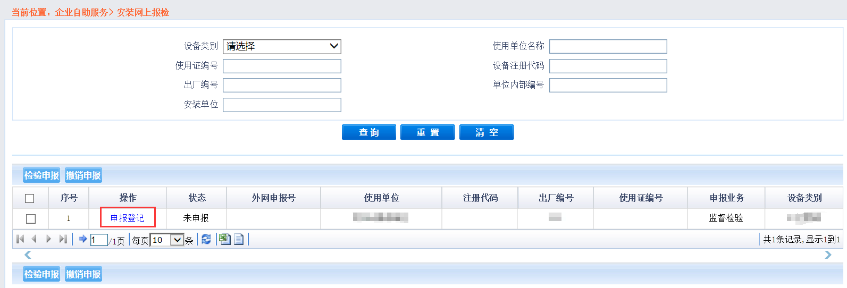 当前位置，企业自助服务> 安装网上报检
设备类别 请选择 使用单位名称
使用证编号 设备注册代码
出厂编号 单位内部编号
安装单位
查询 重置 清空
检验申报 撤销申报
序号 操作 状态 外网申报号 使用单位 注册代码 出厂编号 使用证编号 申报业务 设备类别
1 申报登记 未申报 监督检验
1 /1页 每页 10 条 共1条记录,显示1到1
检验申报 撤销申报